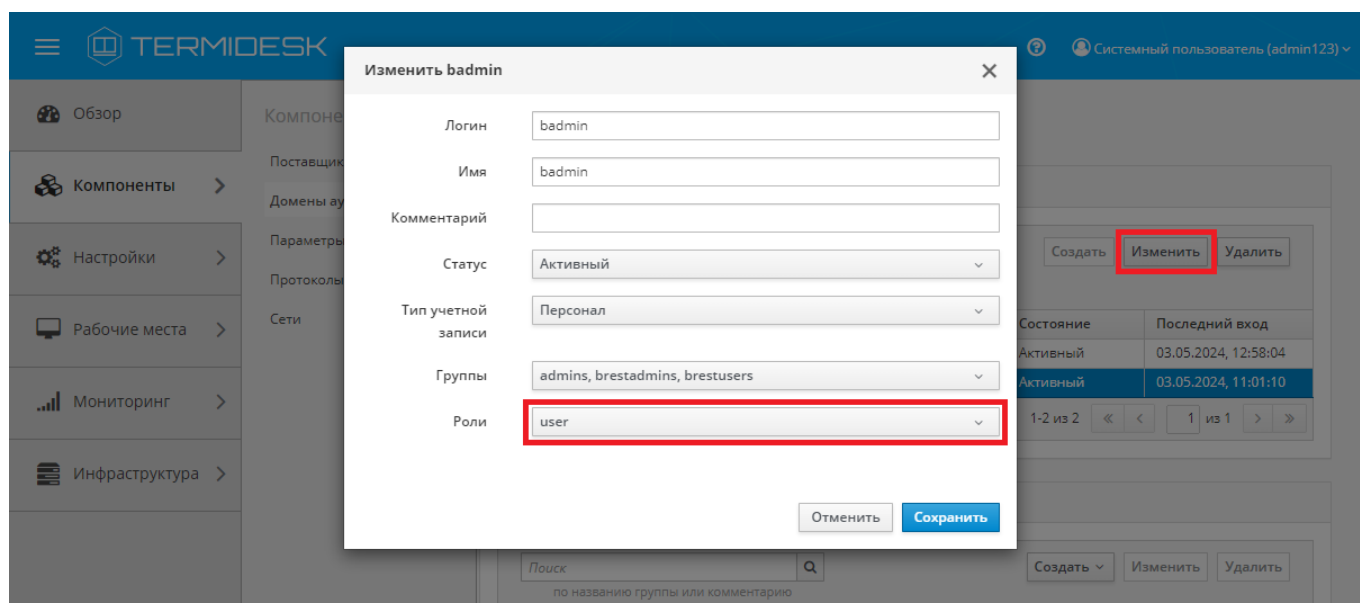 TERMIDESK
Системный пользователь (admin123)
Обзор
Компоненты
Настройки
Рабочие места
Мониторинг
Инфраструктура
Компоне
Поставщик
Домены ау
Параметры
Протоколы
Сети
Изменить badmin
Логин
badmin
Имя
badmin
Комментарий
Статус
Активный
Тип учетной
записи
Персонал
Группы
admins, brestadmins, brestusers
Роли
user
Отменить
Сохранить
Создать
Изменить
Удалить
Состояние
Последний вход
Активный
03.05.2024, 12:58:04
Активный
03.05.2024, 11:01:10
1-2 из 2
1 из 1
Поиск
по названию группы или комментарию
Создать
Изменить
Удалить